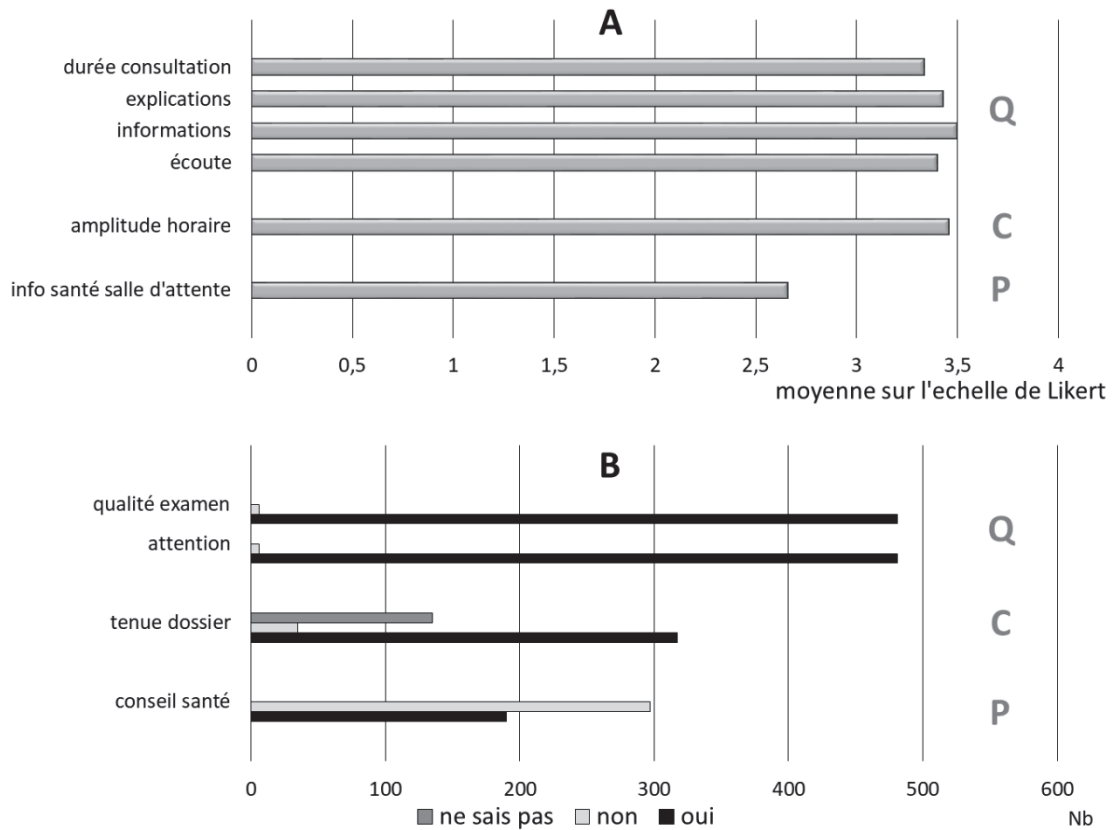 A
durée consultation
explications
informations
écoute
Q
amplitude horaire
C
info santé salle d'attente
P
0 0,5 1 1,5 2 2,5 3 3,5 4
moyenne sur l'echelle de Likert
B
qualité examen
attention
Q
tenue dossier
C
conseil santé
P
0 100 200 300 400 500 600
ne sais pas non oui
Nb